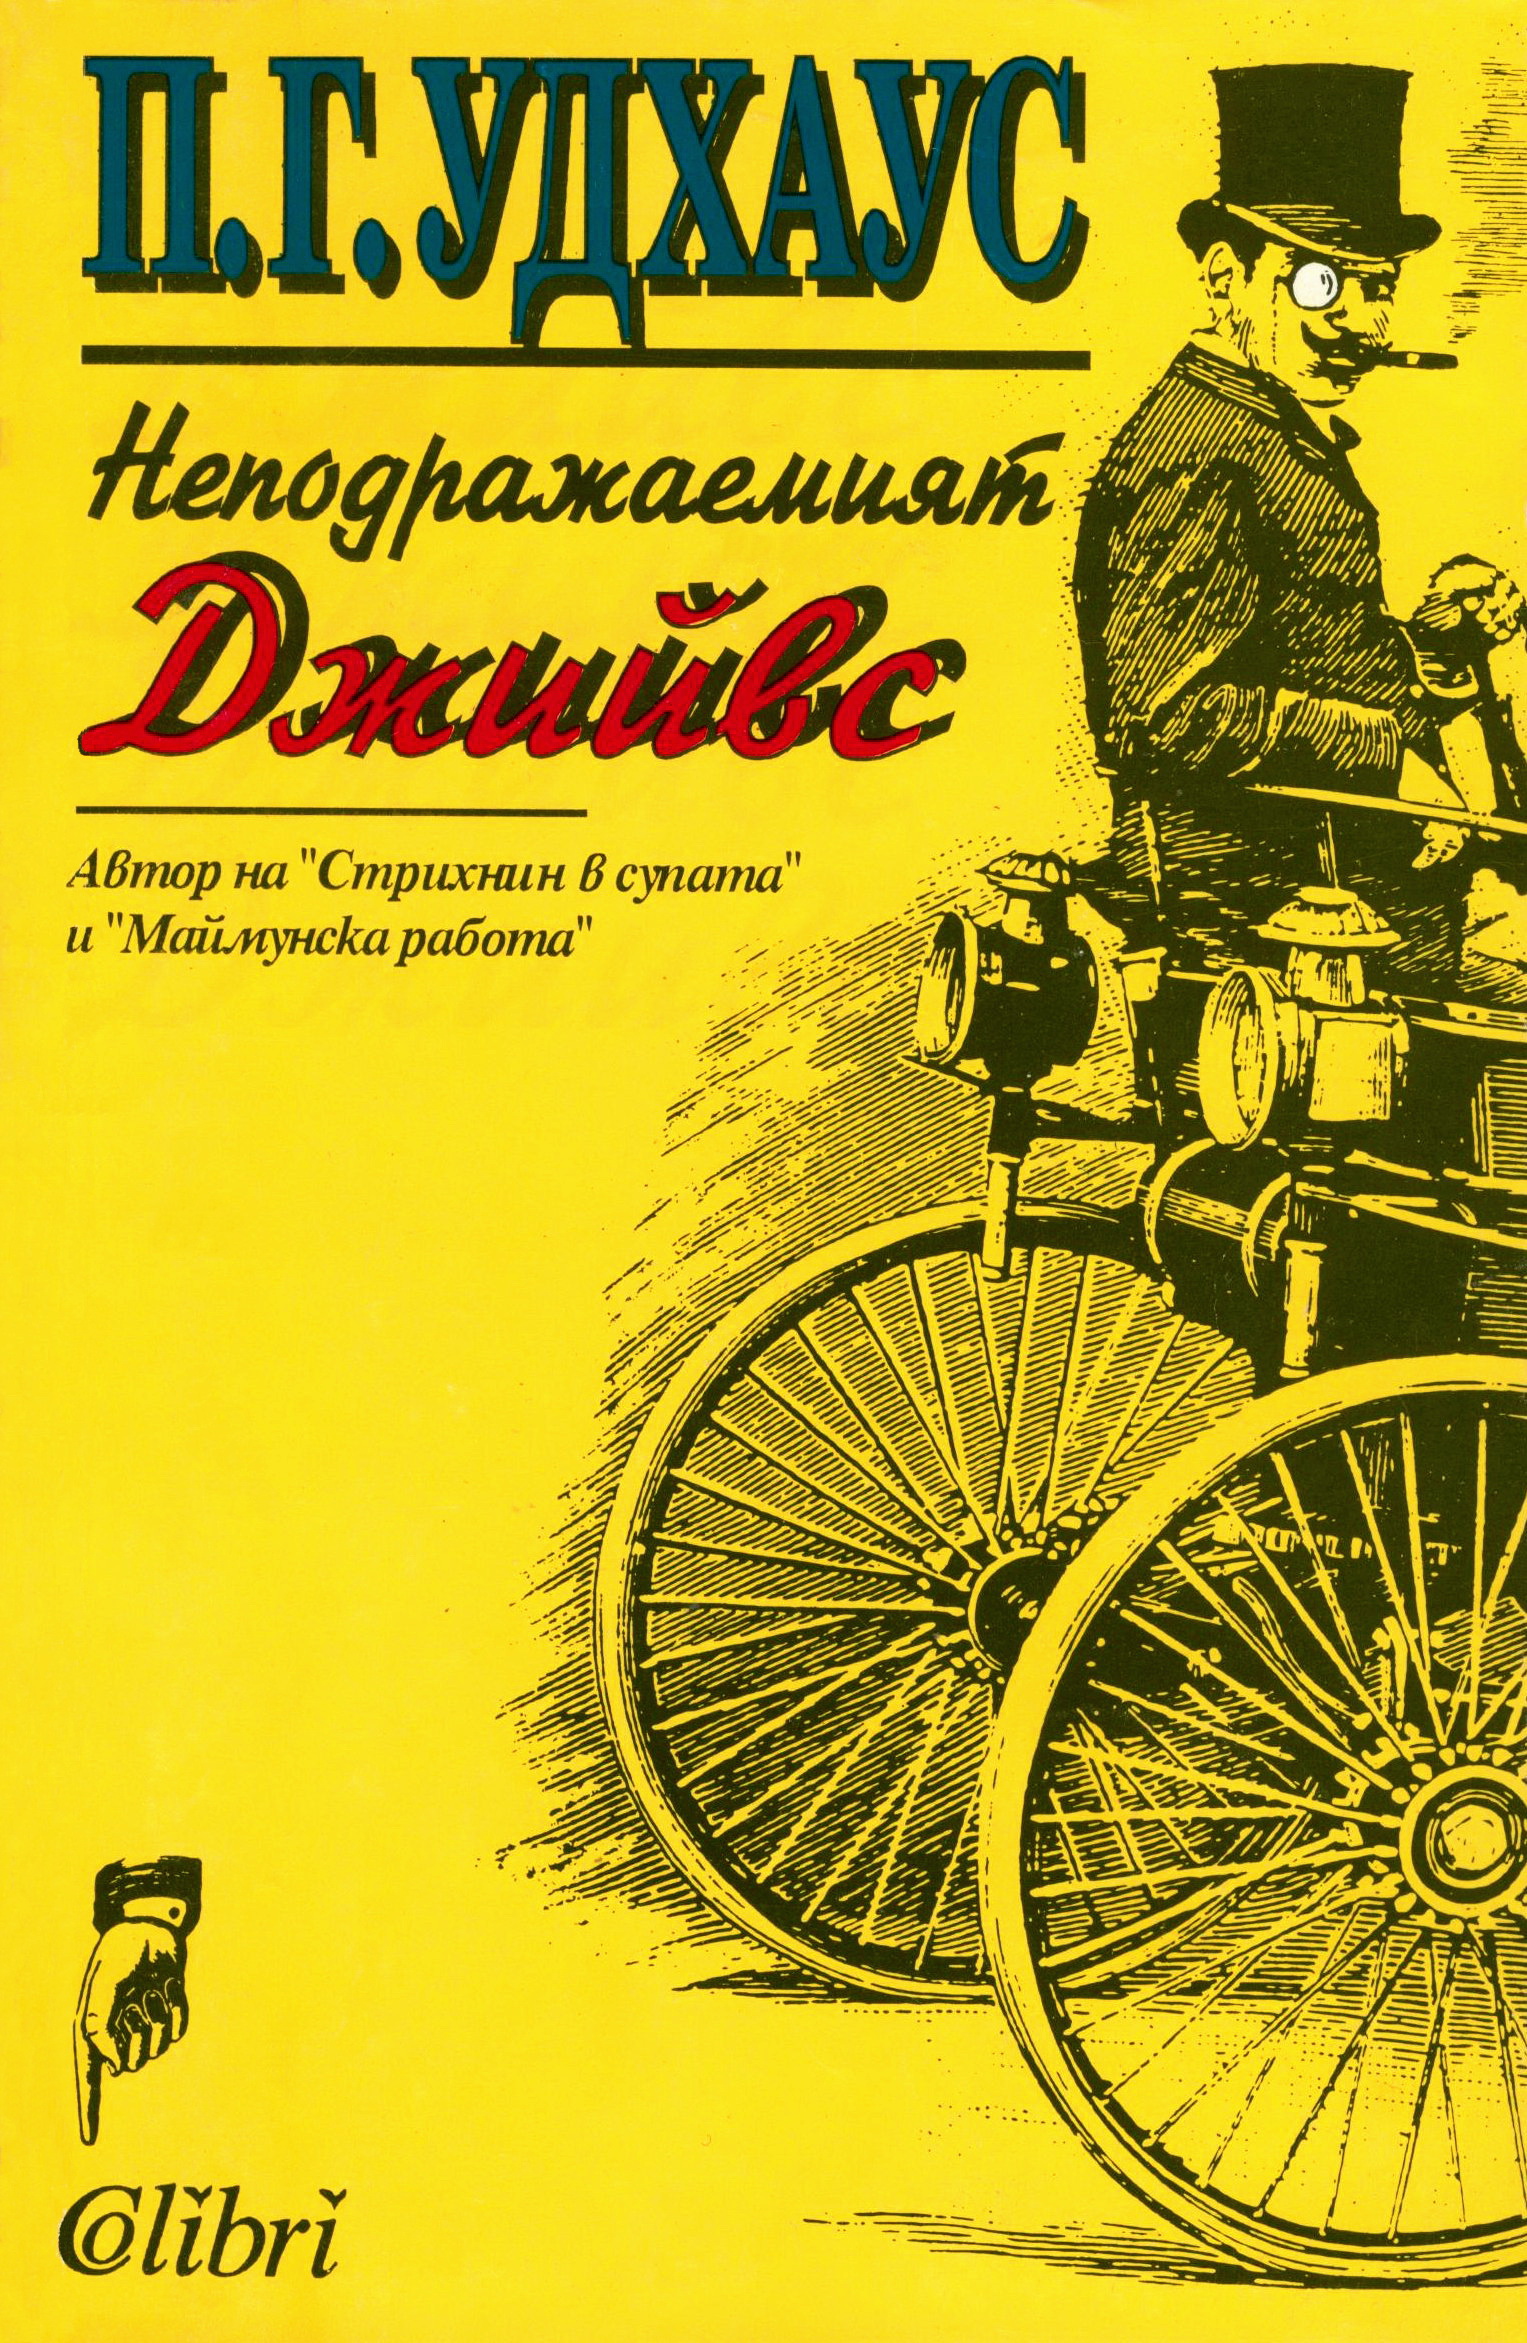 П.Г.УДХАУС
Неподражаемият
Джийвс
Автор на "Стрихнин в супата"
и "Маймунска работа"
Colibri